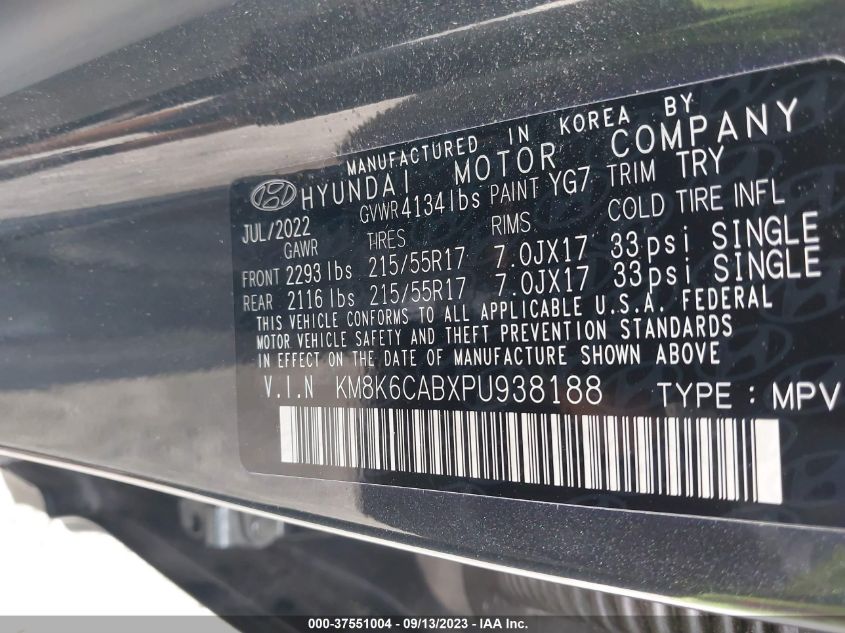 MANUFACTURED IN KOREA BY
HYUNDAI MOTOR COMPANY
JUL/2022 GVWR 4134 lbs PAINT YG7 TRIM TRY
GAWR TIRES RIMS COLD TIRE INFL
FRONT 2293 lbs 215/55R17 7.0JX17 33psi SINGLE
REAR 2116 lbs 215/55R17 7.0JX17 33psi SINGLE
THIS VEHICLE CONFORMS TO ALL APPLICABLE U.S.A. FEDERAL
MOTOR VEHICLE SAFETY AND THEFT PREVENTION STANDARDS
IN EFFECT ON THE DATE OF MANUFACTURE SHOWN ABOVE
V.I.N KM8K6CABXPU938188 TYPE : MPV
000-37551004 - 09/13/2023 - IAA Inc.